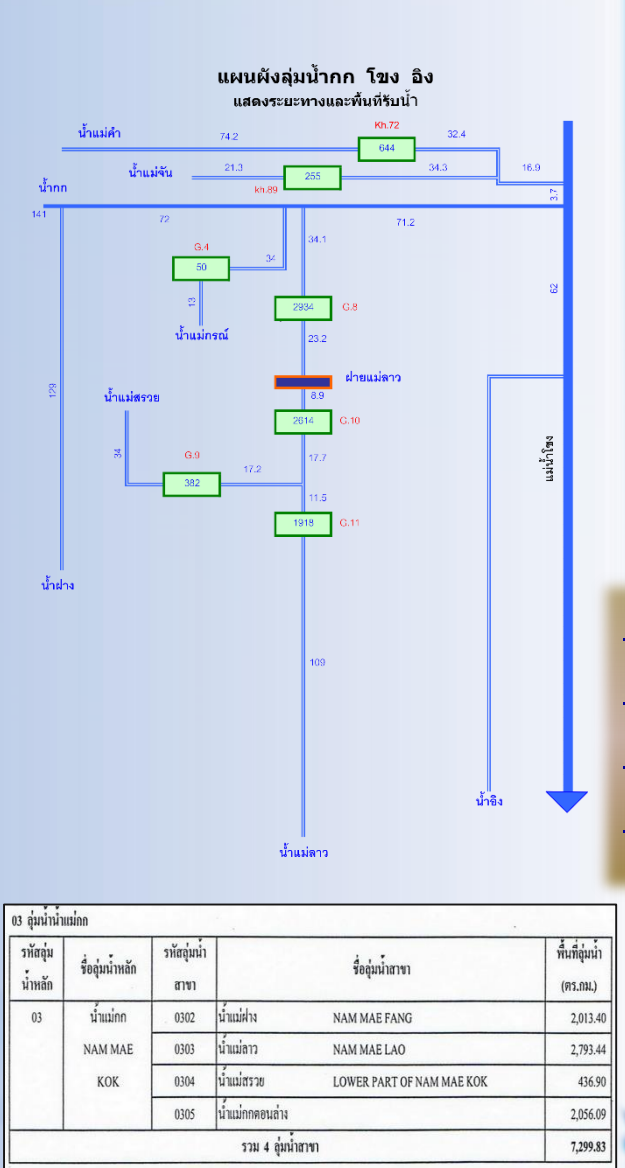 แผนผังลุ่มน้ำกก โขง อิง
แสดงระยะทางและพื้นที่รับน้ำ
น้ำแม่คำ
74.2
Kh.72
644
32.4
น้ำแม่จัน
21.3
255
34.3
16.9
kh.89
3.7
น้ำกก
141
72
71.2
34.1
G.4
50
34
13
น้ำแม่กรณ์
2934
G.8
62
23.2
ฝายแม่ลาว
8.9
129
น้ำแม่สรวย
2614
G.10
แม่น้ำโขง
34
G.9
382
17.2
17.7
11.5
1918
G.11
น้ำฝาง
109
น้ำอิง
น้ำแม่ลาว
03 ลุ่มน้ำน้ำแม่กก
รหัสลุ่ม
น้ำหลัก
ชื่อลุ่มน้ำหลัก
รหัสลุ่มน้ำ
สาขา
ชื่อลุ่มน้ำสาขา
พื้นที่ลุ่มน้ำ
(ตร.กม.)
03 น้ำแม่กก 0302 น้ำแม่ฝาง NAM MAE FANG 2,013.40
NAM MAE 0303 น้ำแม่ลาว NAM MAE LAO 2,793.44
KOK 0304 น้ำแม่สรวย LOWER PART OF NAM MAE KOK 436.90
0305 น้ำแม่กกตอนล่าง 2,056.09
รวม 4 ลุ่มน้ำสาขา 7,299.83